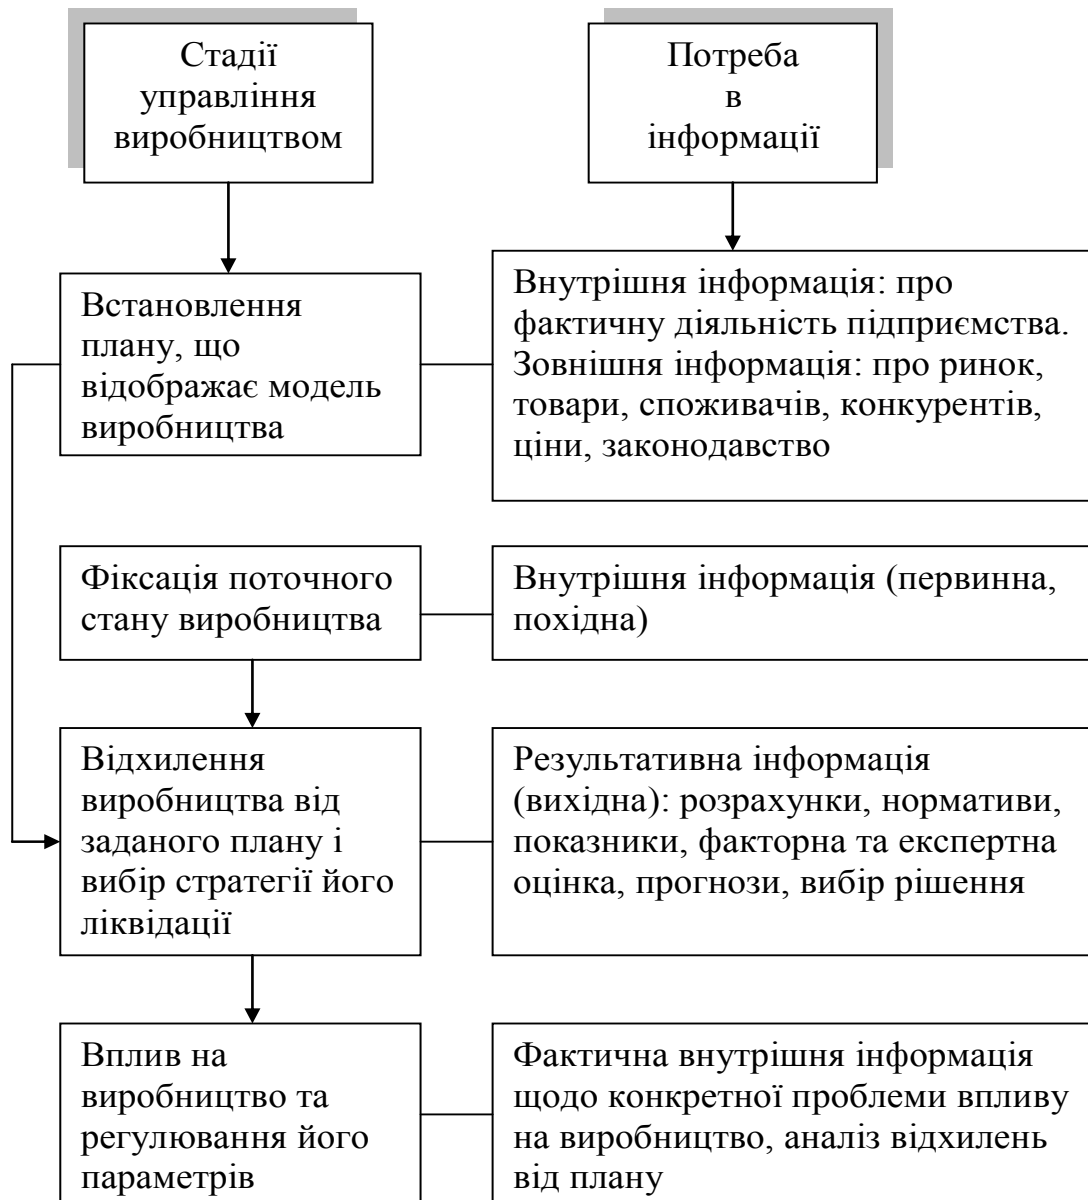 Стадії
управління
виробництвом
Потреба
в
інформації
Встановлення
плану, що
відображає модель
виробництва
Внутрішня інформація: про
фактичну діяльність підприємства.
Зовнішня інформація: про ринок,
товари, споживачів, конкурентів,
ціни, законодавство
Фіксація поточного
стану виробництва
Внутрішня інформація (первинна,
похідна)
Відхилення
виробництва від
заданого плану і
вибір стратегії його
ліквідації
Результативна інформація
(вихідна): розрахунки, нормативи,
показники, факторна та експертна
оцінка, прогнози, вибір рішення
Вплив на
виробництво та
регулювання його
параметрів
Фактична внутрішня інформація
щодо конкретної проблеми впливу
на виробництво, аналіз відхилень
від плану